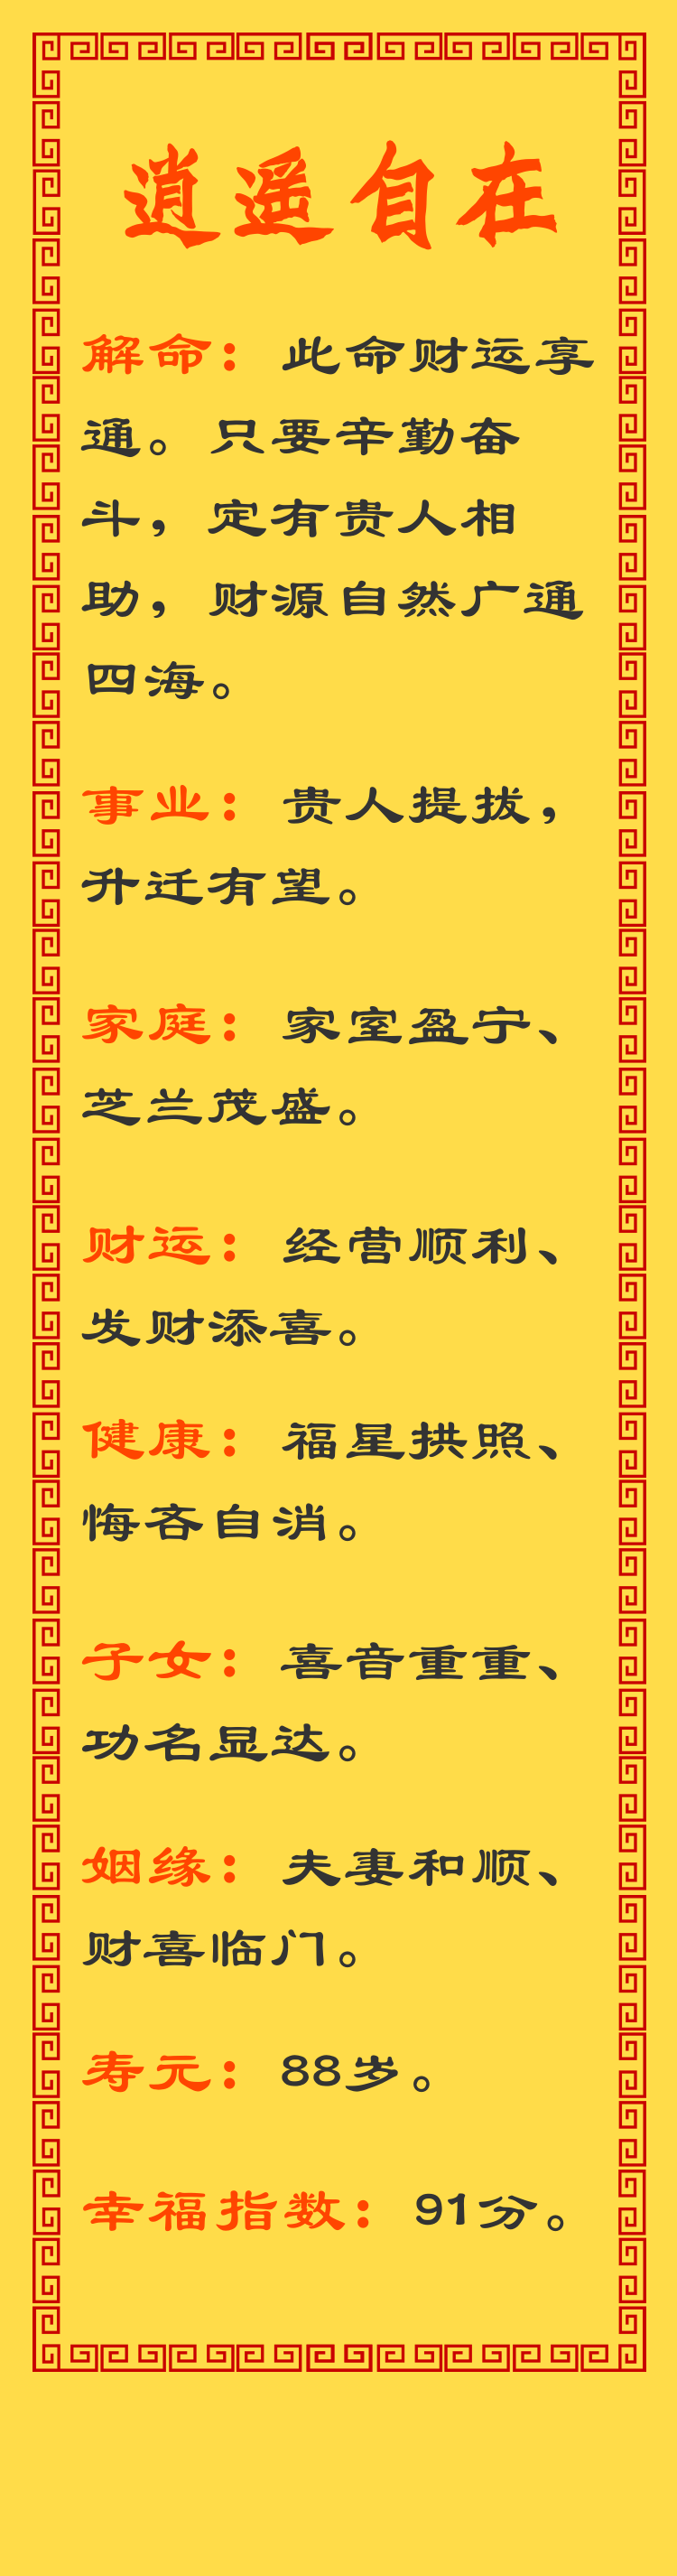 逍遥自在
解命：此命财运享
通。只要辛勤奋
斗，定有贵人相
助，财源自然广通
四海。
事业：贵人提拔，
升迁有望。
家庭：家室盈宁、
芝兰茂盛。
财运：经营顺利、
发财添喜。
健康：福星拱照、
悔吝自消。
子女：喜音重重、
功名显达。
姻缘：夫妻和顺、
财喜临门。
寿元：88岁。
幸福指数：91分。